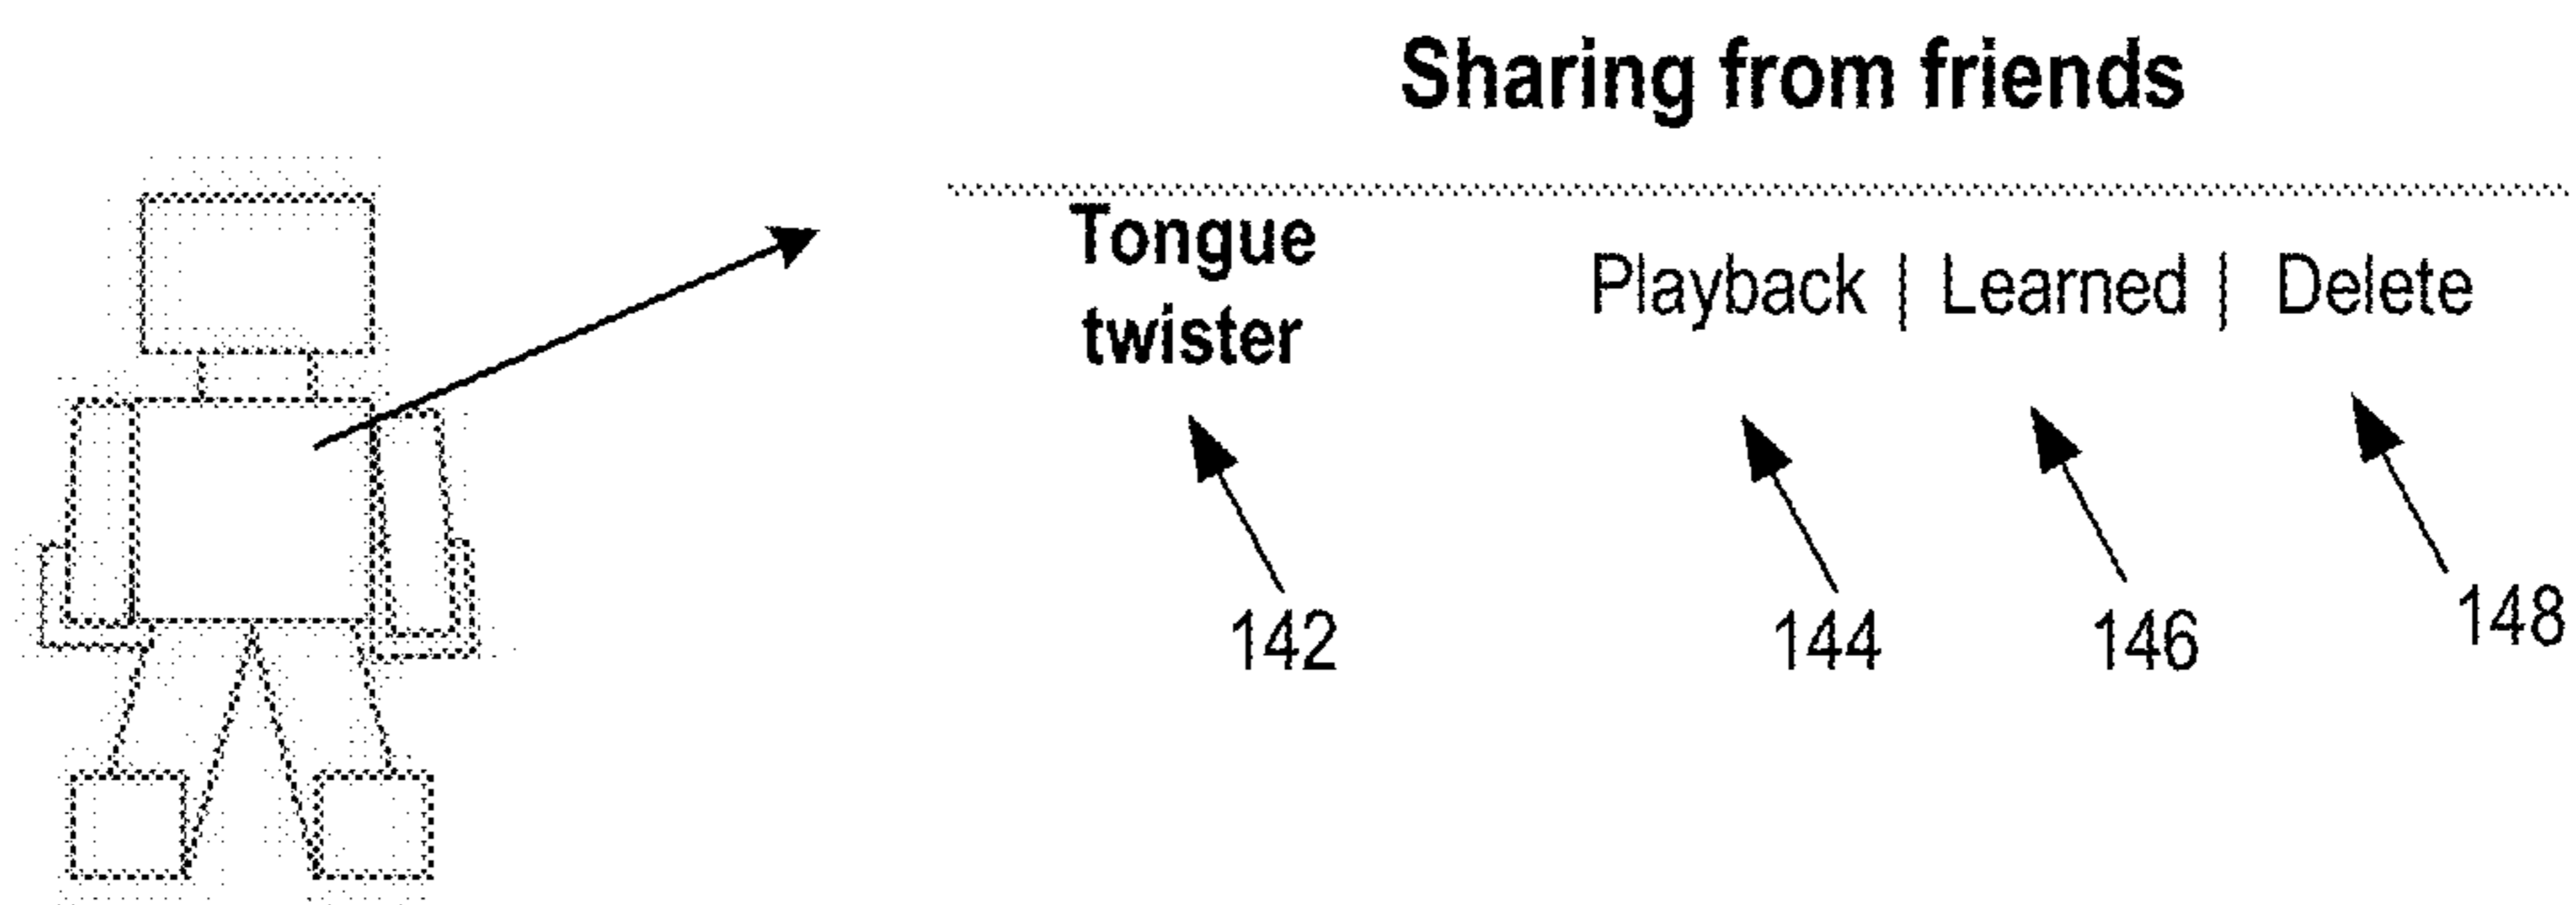 Sharing from friends
Tongue
twister
Playback | Learned | Delete
142
144
146
148